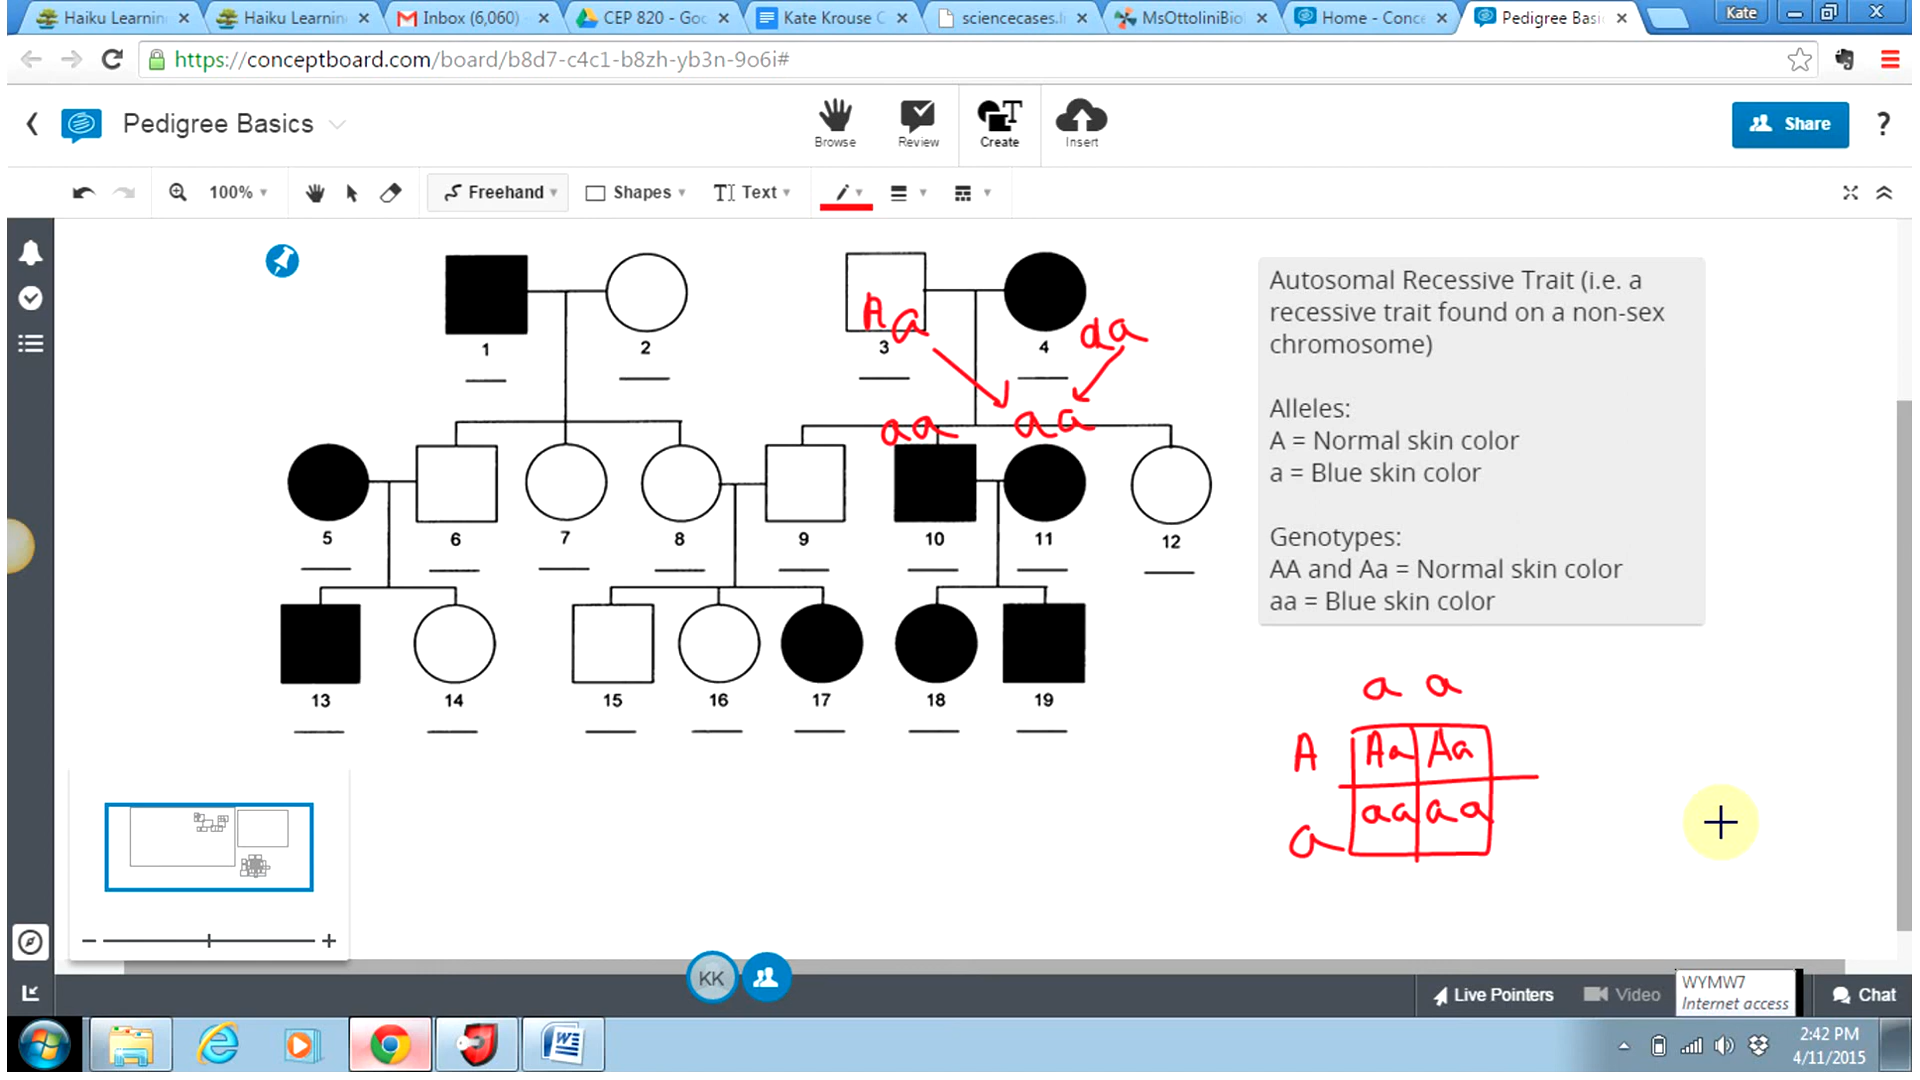 Haiku Learnin
Haiku Learnin
Inbox (6,060)
CEP 820 - Goo
Kate Krouse C
sciencecases.l
MsOttoliniBio
Home - Conce
Pedigree Basi
Kate
https://conceptboard.com/board/b8d7-c4c1-b8zh-yb3n-9o6i#
Pedigree Basics
Browse
Review
Create
Insert
Share
?
100%
Freehand
Shapes
Text
1
2
3
4
A a
aa
aa
aa
5
6
7
8
9
10
11
12
13
14
15
16
17
18
19
Autosomal Recessive Trait (i.e. a
recessive trait found on a non-sex
chromosome)
Alleles:
A = Normal skin color
a = Blue skin color
Genotypes:
AA and Aa = Normal skin color
aa = Blue skin color
a a
A Aa Aa
a aa aa
KK
Live Pointers
Video
WYMW7
Internet access
Chat
2:42 PM
4/11/2015